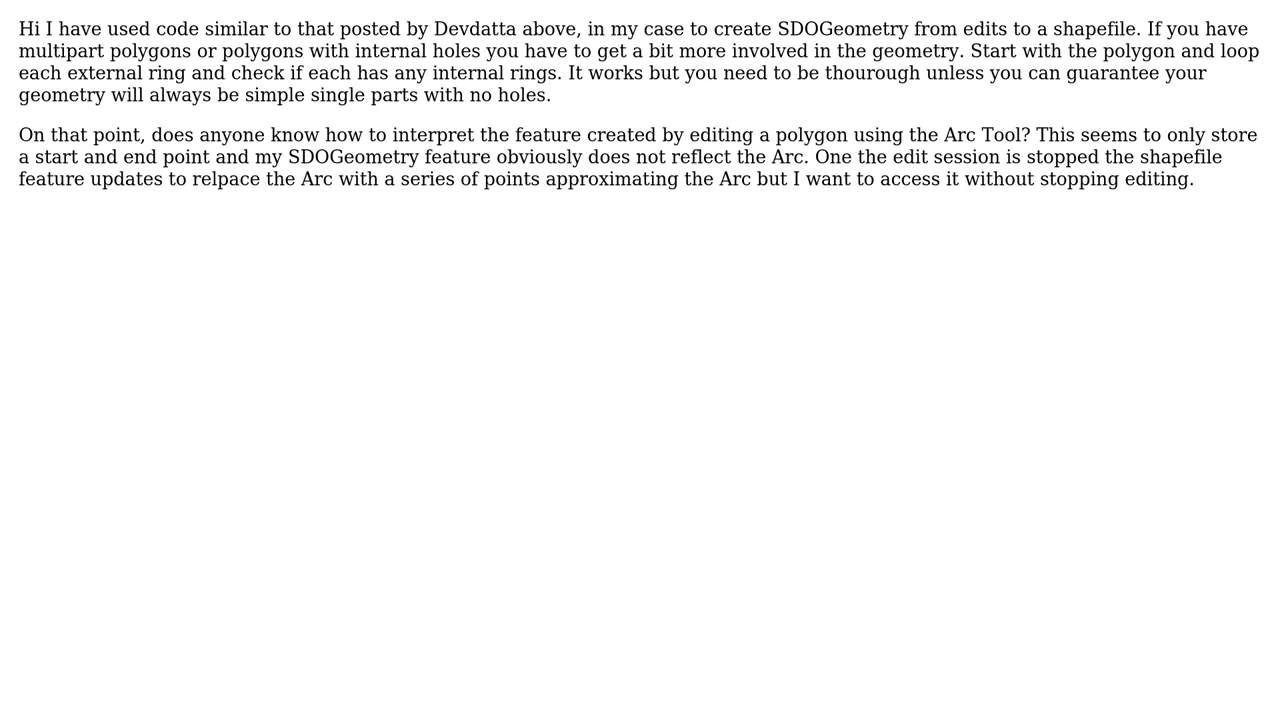 Hi I have used code similar to that posted by Devdatta above, in my case to create SDOGeometry from edits to a shapefile. If you have
multipart polygons or polygons with internal holes you have to get a bit more involved in the geometry. Start with the polygon and loop
each external ring and check if each has any internal rings. It works but you need to be thourough unless you can guarantee your
geometry will always be simple single parts with no holes.
On that point, does anyone know how to interpret the feature created by editing a polygon using the Arc Tool? This seems to only store
a start and end point and my SDOGeometry feature obviously does not reflect the Arc. One the edit session is stopped the shapefile
feature updates to relpace the Arc with a series of points approximating the Arc but I want to access it without stopping editing.